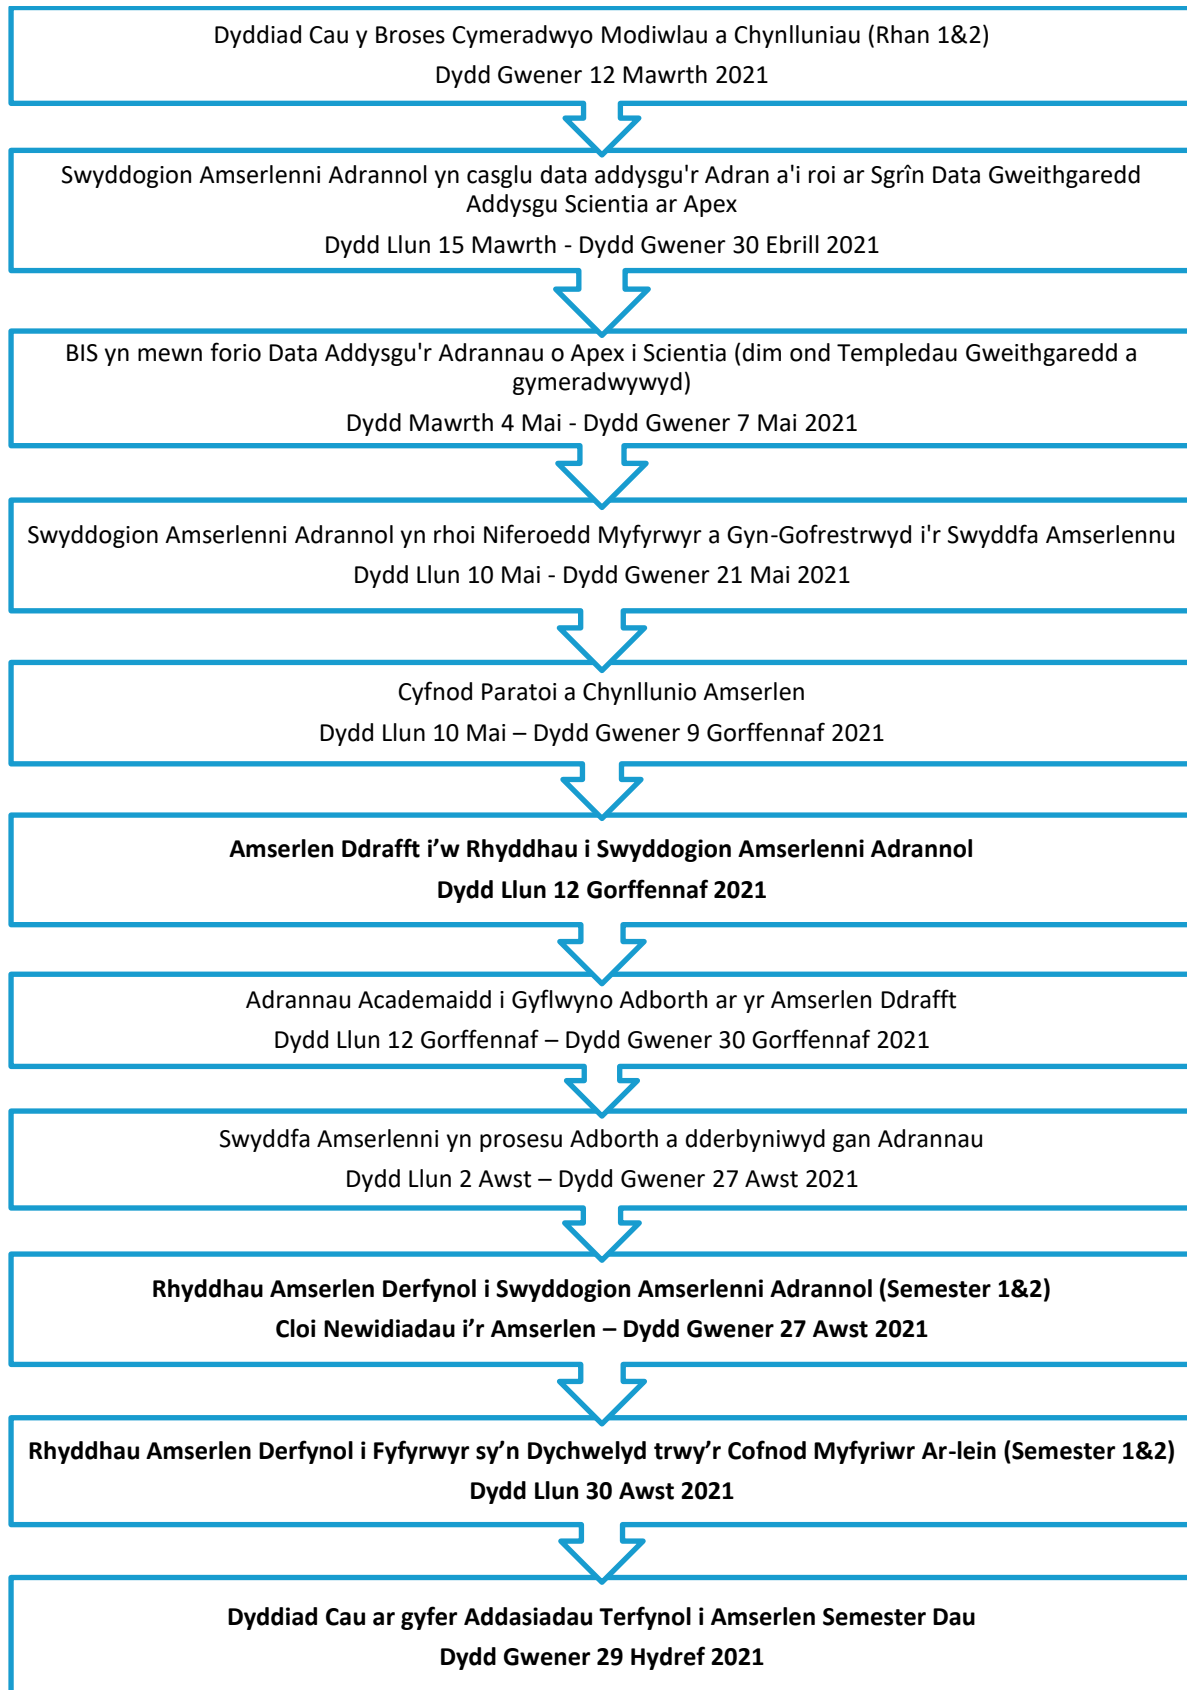 Dyddiad Cau y Broses Cymeradwyo Modiwlau a Chynlluniau (Rhan 1&2)
Dydd Gwener 12 Mawrth 2021
Swyddogion Amserlenni Adrannol yn casglu data addysgu'r Adran a'i roi ar Sgrîn Data Gweithgaredd
Addysgu Scientia ar Apex
Dydd Llun 15 Mawrth - Dydd Gwener 30 Ebrill 2021
BIS yn mewn forio Data Addysgu'r Adrannau o Apex i Scientia (dim ond Templedau Gweithgaredd a
gymeradwywyd)
Dydd Mawrth 4 Mai - Dydd Gwener 7 Mai 2021
Swyddogion Amserlenni Adrannol yn rhoi Niferoedd Myfyrwyr a Gyn-Gofrestrwyd i'r Swyddfa Amserlennu
Dydd Llun 10 Mai - Dydd Gwener 21 Mai 2021
Cyfnod Paratoi a Chynllunio Amserlen
Dydd Llun 10 Mai – Dydd Gwener 9 Gorffennaf 2021
Amserlen Ddrafft i’w Rhyddhau i Swyddogion Amserlenni Adrannol
Dydd Llun 12 Gorffennaf 2021
Adrannau Academaidd i Gyflwyno Adborth ar yr Amserlen Ddrafft
Dydd Llun 12 Gorffennaf – Dydd Gwener 30 Gorffennaf 2021
Swyddfa Amserlenni yn prosesu Adborth a dderbyniwyd gan Adrannau
Dydd Llun 2 Awst – Dydd Gwener 27 Awst 2021
Rhyddhau Amserlen Derfynol i Swyddogion Amserlenni Adrannol (Semester 1&2)
Cloi Newidiadau i’r Amserlen – Dydd Gwener 27 Awst 2021
Rhyddhau Amserlen Derfynol i Fyfyrwyr sy’n Dychwelyd trwy’r Cofnod Myfyriwr Ar-lein (Semester 1&2)
Dydd Llun 30 Awst 2021
Dyddiad Cau ar gyfer Addasiadau Terfynol i Amserlen Semester Dau
Dydd Gwener 29 Hydref 2021